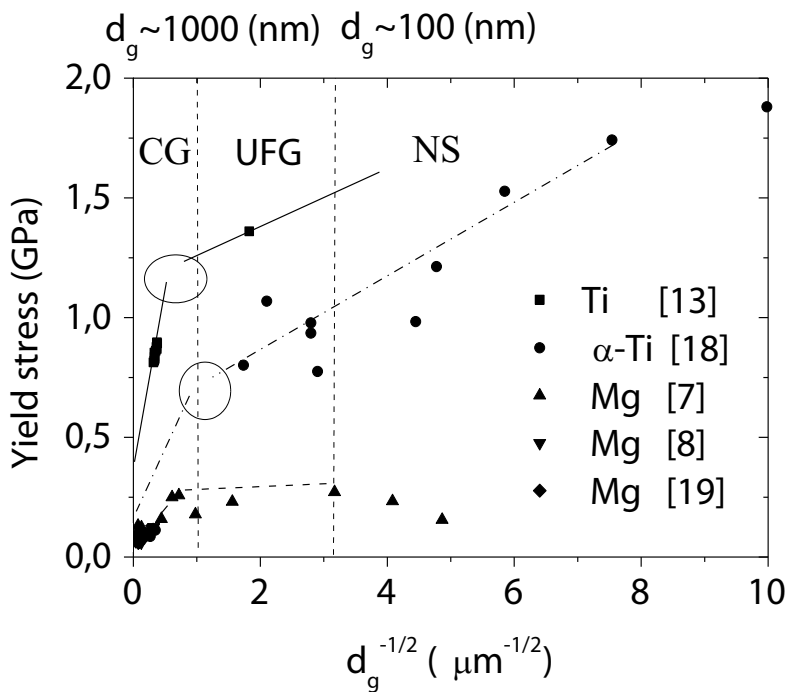 d_g~1000 (nm) d_g~100 (nm)
2,0
CG UFG NS
1,5
1,0
0,5
0,0
Yield stress (GPa)
Ti [13]
α-Ti [18]
Mg [7]
Mg [8]
Mg [19]
0 2 4 6 8 10
d_g^-1/2 ( μm^-1/2)